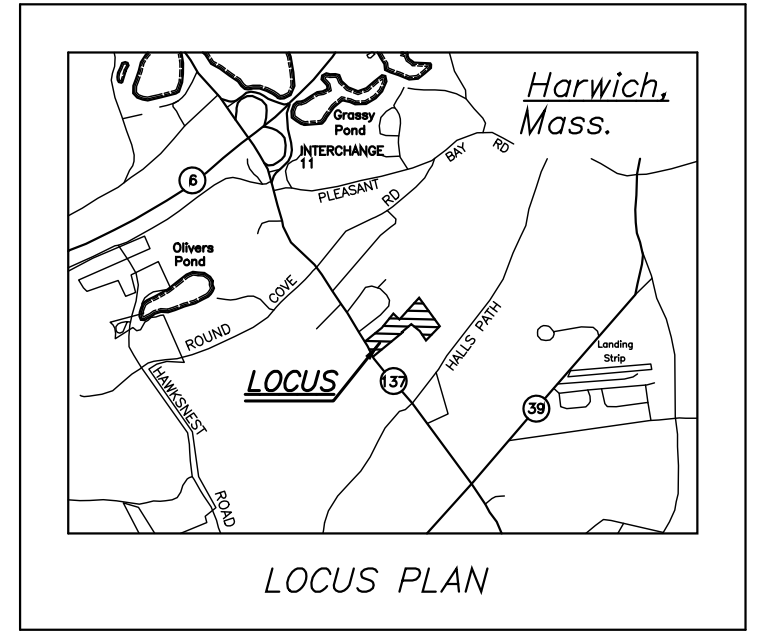 Harwich,
Mass.
Grassy
Pond
INTERCHANGE
11
6
PLEASANT
BAY
RD
RD
Olivers
Pond
COVE
ROUND
HALLS PATH
LOCUS
137
Landing
Strip
39
HAWKSNEST
ROAD
LOCUS PLAN